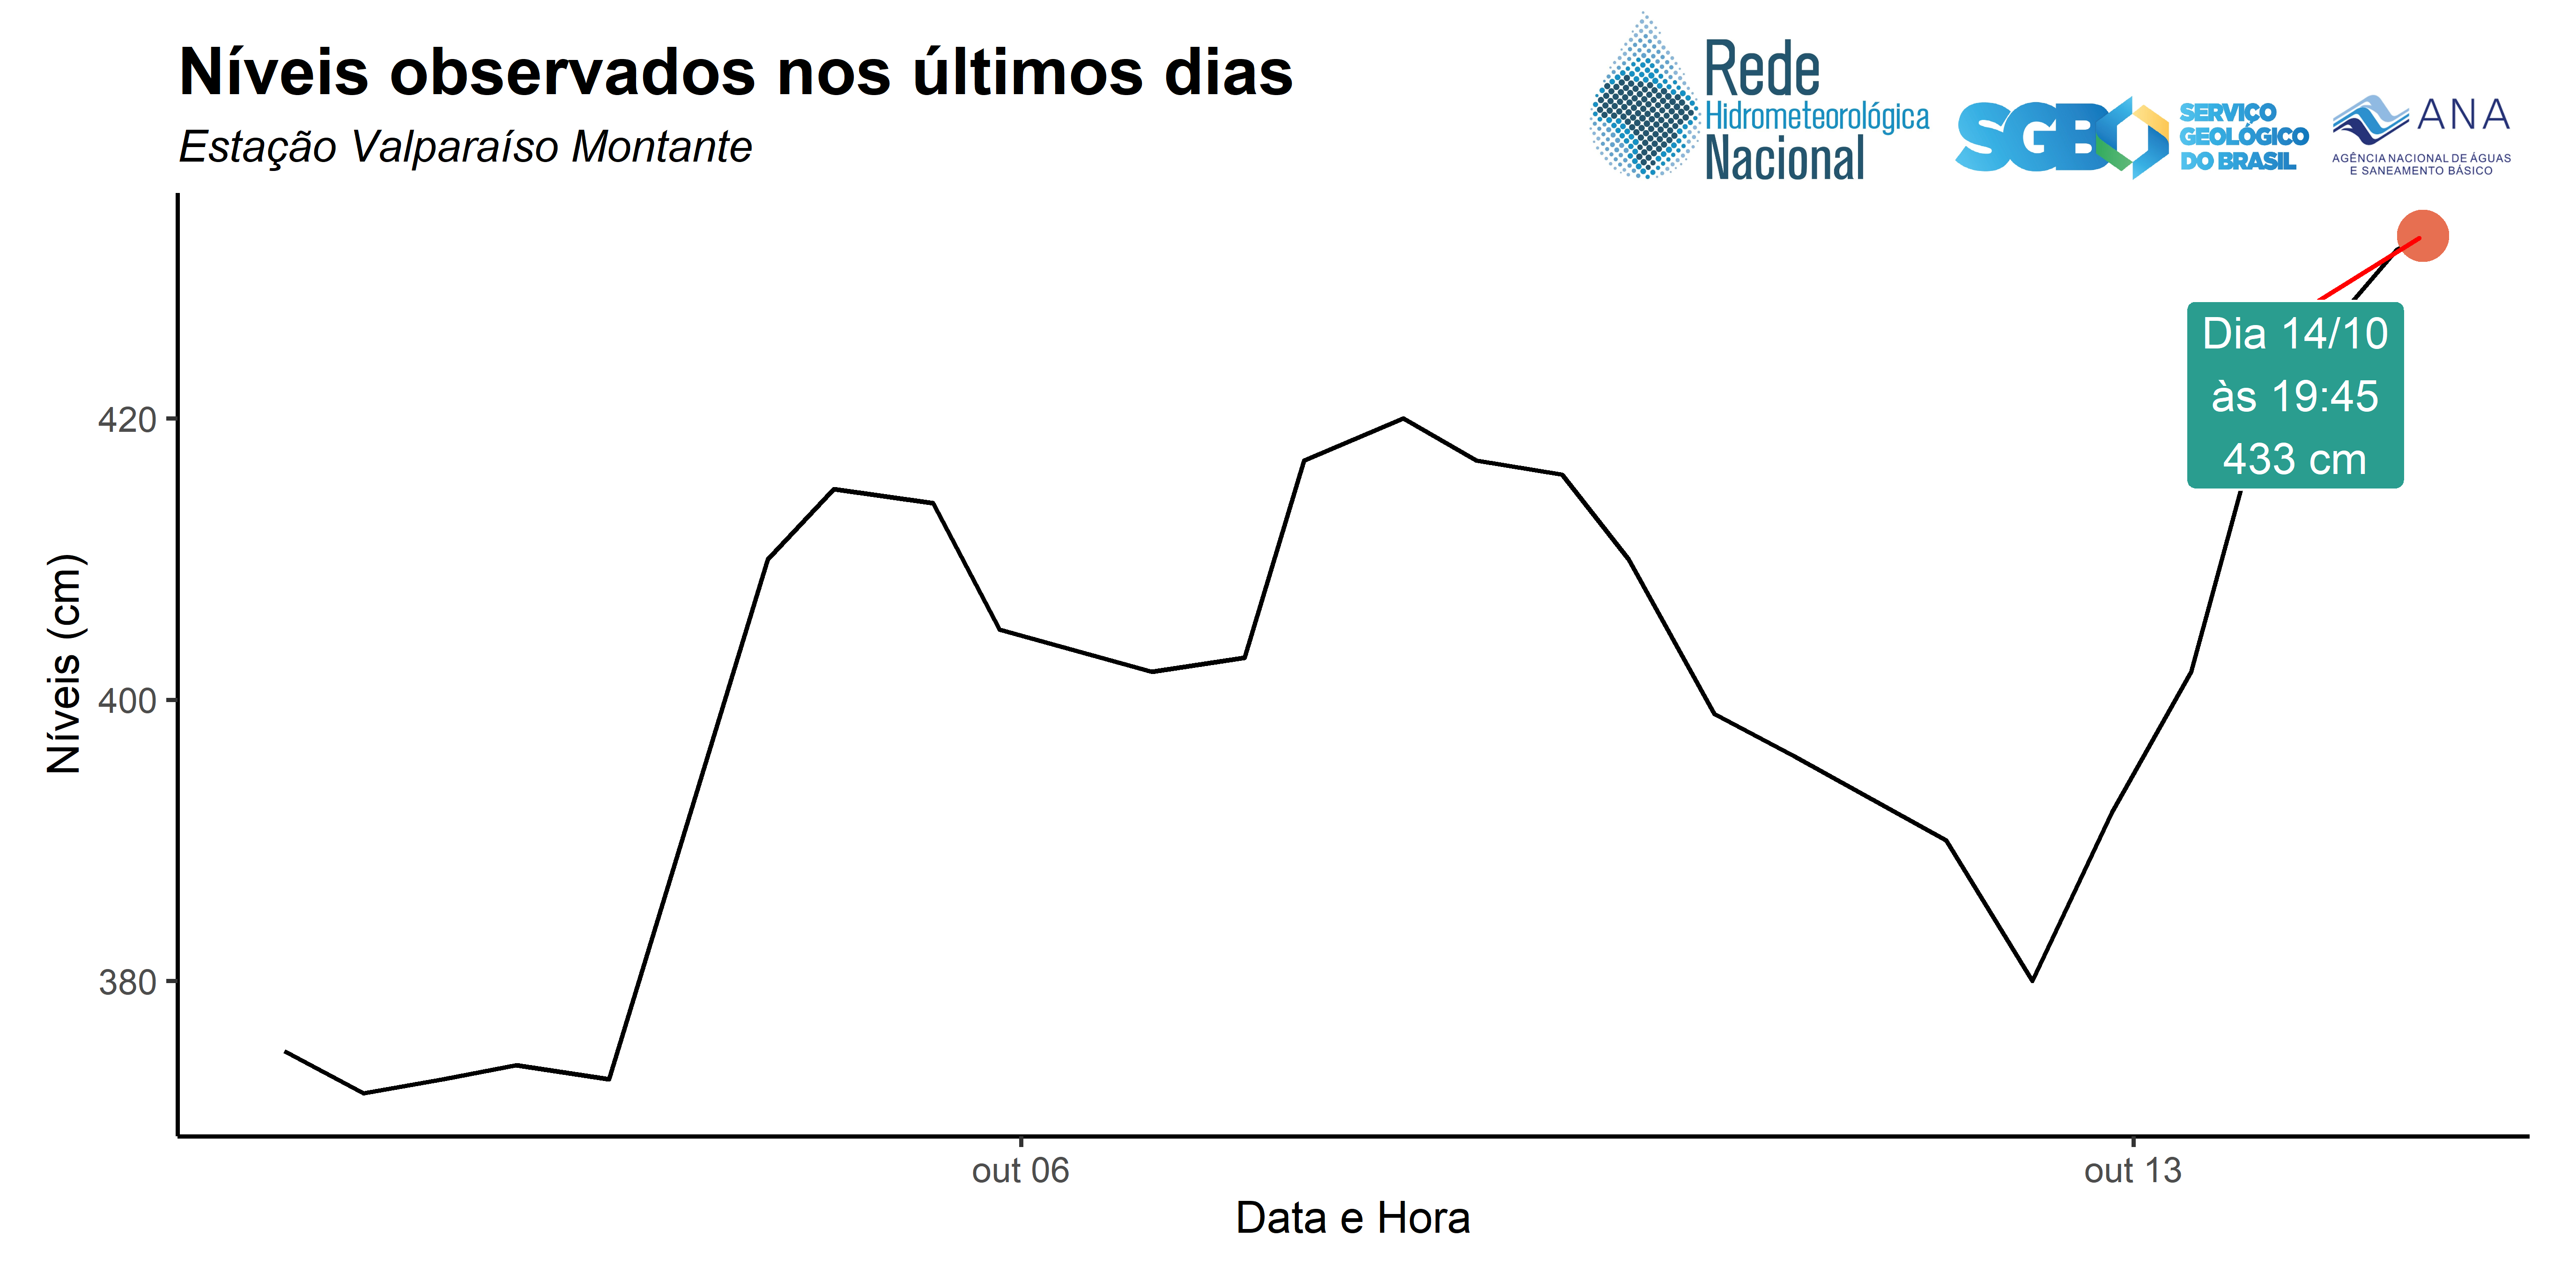 Níveis observados nos últimos dias
Estação Valparaíso Montante
Rede
Hidrometeorológica
Nacional
SGB
SERVIÇO
GEOLÓGICO
DO BRASIL
ANA
AGÊNCIA NACIONAL DE ÁGUAS
E SANEAMENTO BÁSICO
Dia 14/10
às 19:45
433 cm
Níveis (cm)
420
400
380
out 06
out 13
Data e Hora